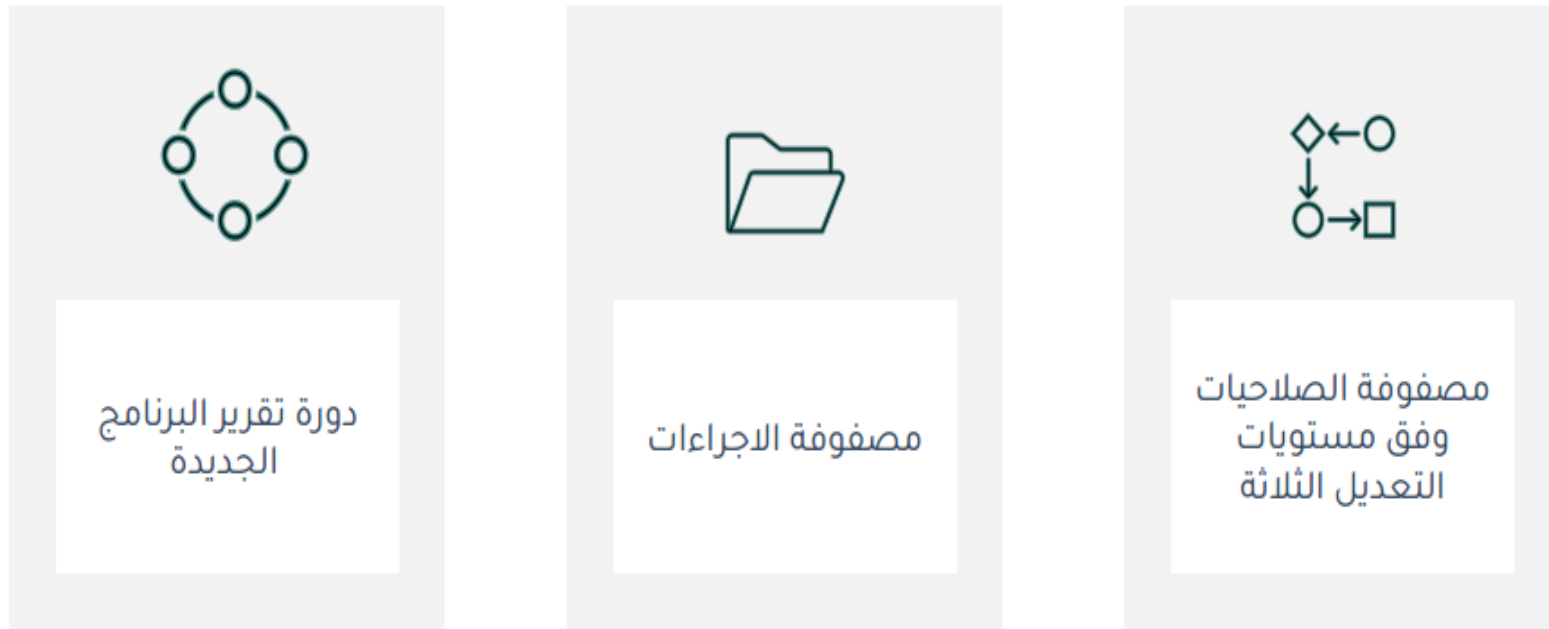 مصفوفة الصلاحيات
وفق مستويات
التعديل الثلاثة
مصفوفة الاجراءات
دورة تقرير البرنامج
الجديدة